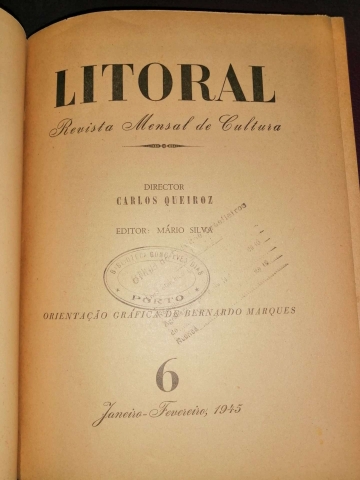 LITORAL
Revista Mensal de Cultura
DIRECTOR
CARLOS QUEIROZ
EDITOR: MÁRIO SILVA
PORTO
ORIENTAÇÃO GRÁFICA DE BERNARDO MARQUES
6
Janeiro-Fevereiro, 1945